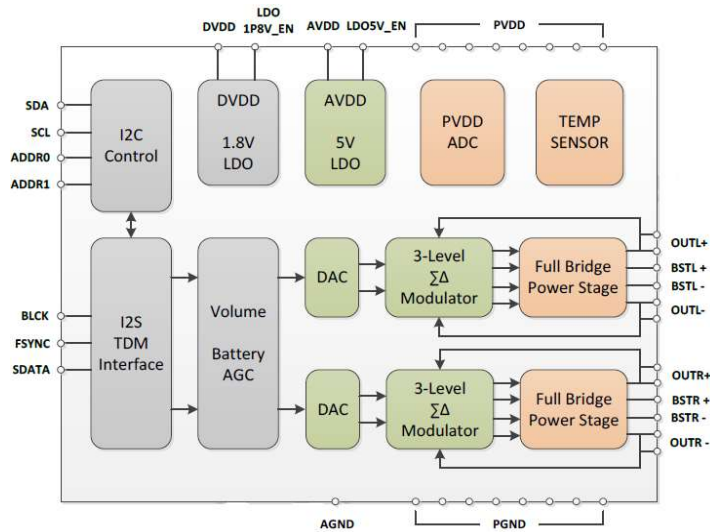 LDO
DVDD 1P8V_EN AVDD LDO5V_EN PVDD
SDA
SCL
ADDR0
ADDR1
I2C
Control
DVDD
1.8V
LDO
AVDD
5V
LDO
PVDD
ADC
TEMP
SENSOR
BLCK
FSYNC
SDATA
I2S
TDM
Interface
Volume
Battery
AGC
DAC
3-Level
∑Δ
Modulator
Full Bridge
Power Stage
OUTL+
BSTL +
BSTL -
OUTL-
DAC
3-Level
∑Δ
Modulator
Full Bridge
Power Stage
OUTR+
BSTR +
BSTR -
OUTR -
AGND PGND